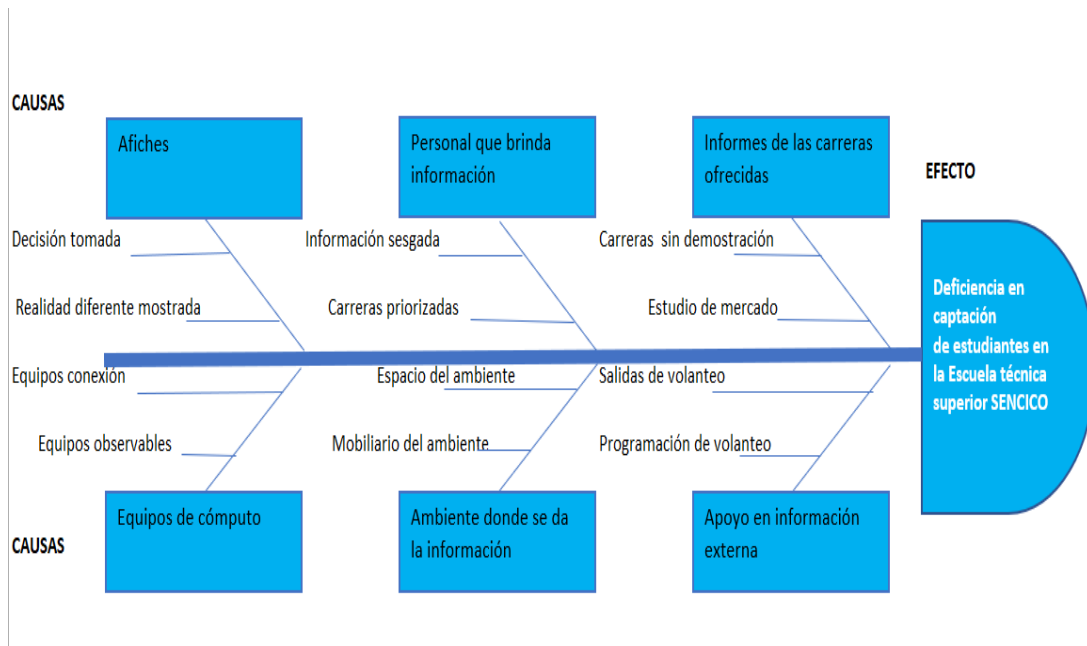 CAUSAS
Afiches
Personal que brinda
información
Informes de las carreras
ofrecidas
EFECTO
Decisión tomada
Información sesgada
Carreras sin demostración
Realidad diferente mostrada
Carreras priorizadas
Estudio de mercado
Deficiencia en
captación
de estudiantes en
la Escuela técnica
superior SENCICO
Equipos conexión
Espacio del ambiente
Salidas de volanteo
Equipos observables
Mobiliario del ambiente
Programación de volanteo
Equipos de cómputo
Ambiente donde se da
la información
Apoyo en información
externa
CAUSAS